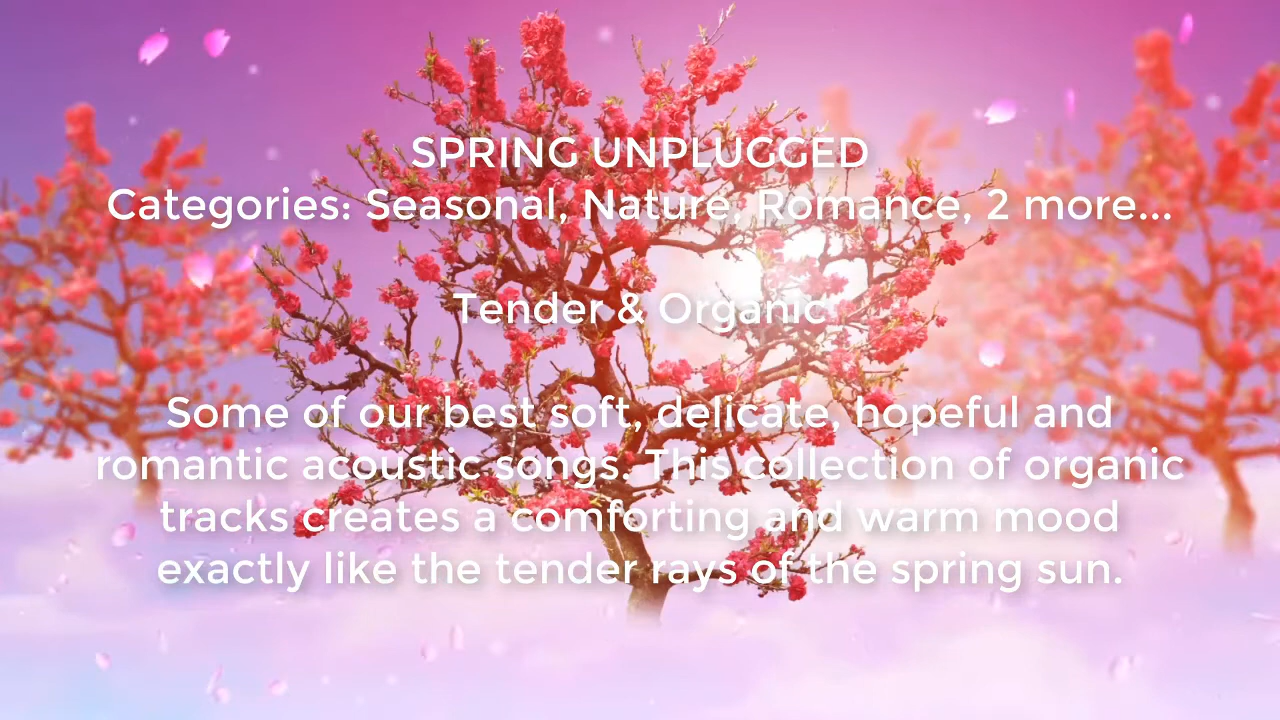 SPRING UNPLUGGED
Categories: Seasonal, Nature, Romance, 2 more...
Tender & Organic
Some of our best soft, delicate, hopeful and
romantic acoustic songs. This collection of organic
tracks creates a comforting and warm mood
exactly like the tender rays of the spring sun.